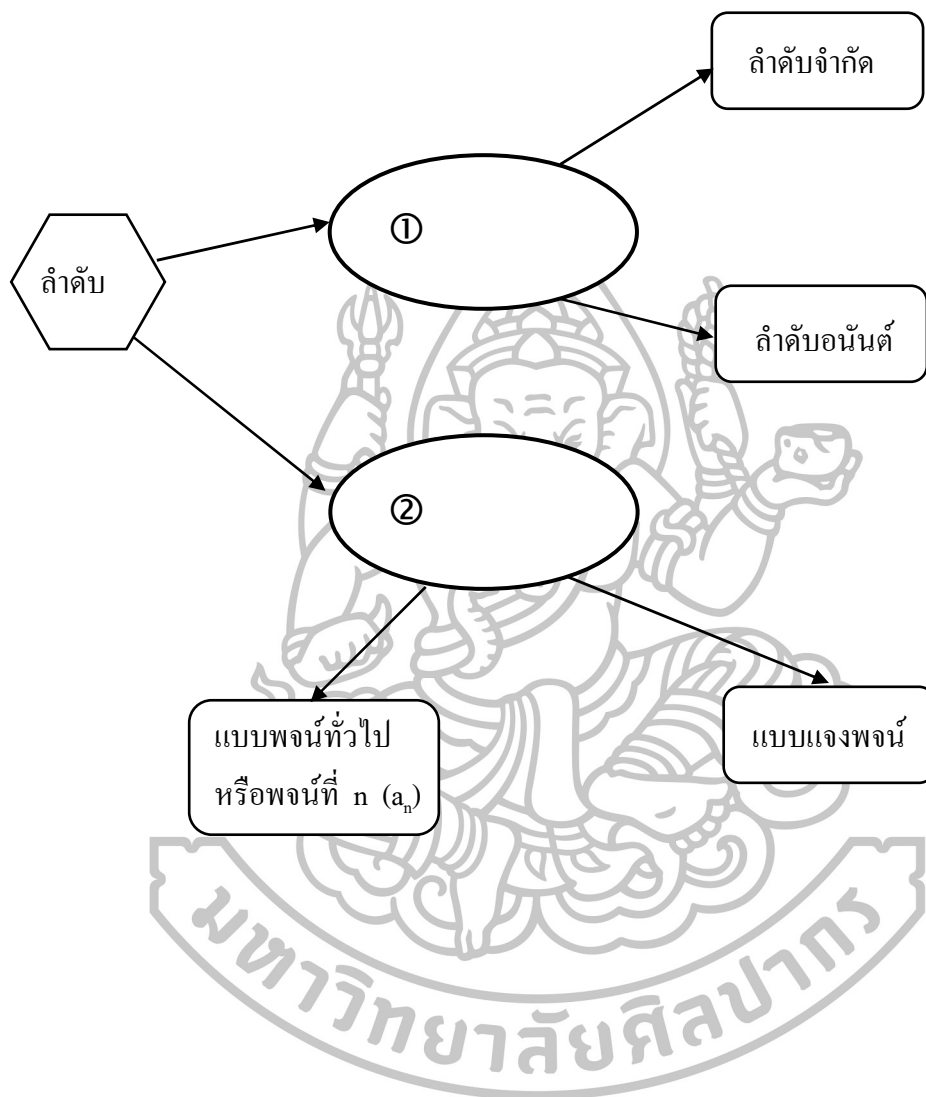 ลำดับจำกัด
①
ลำดับ
ลำดับอนันต์
②
แบบพจน์ทั่วไป
หรือพจน์ที่ n (aₙ)
แบบแจงพจน์
มหาวิทยาลัยศิลปากร